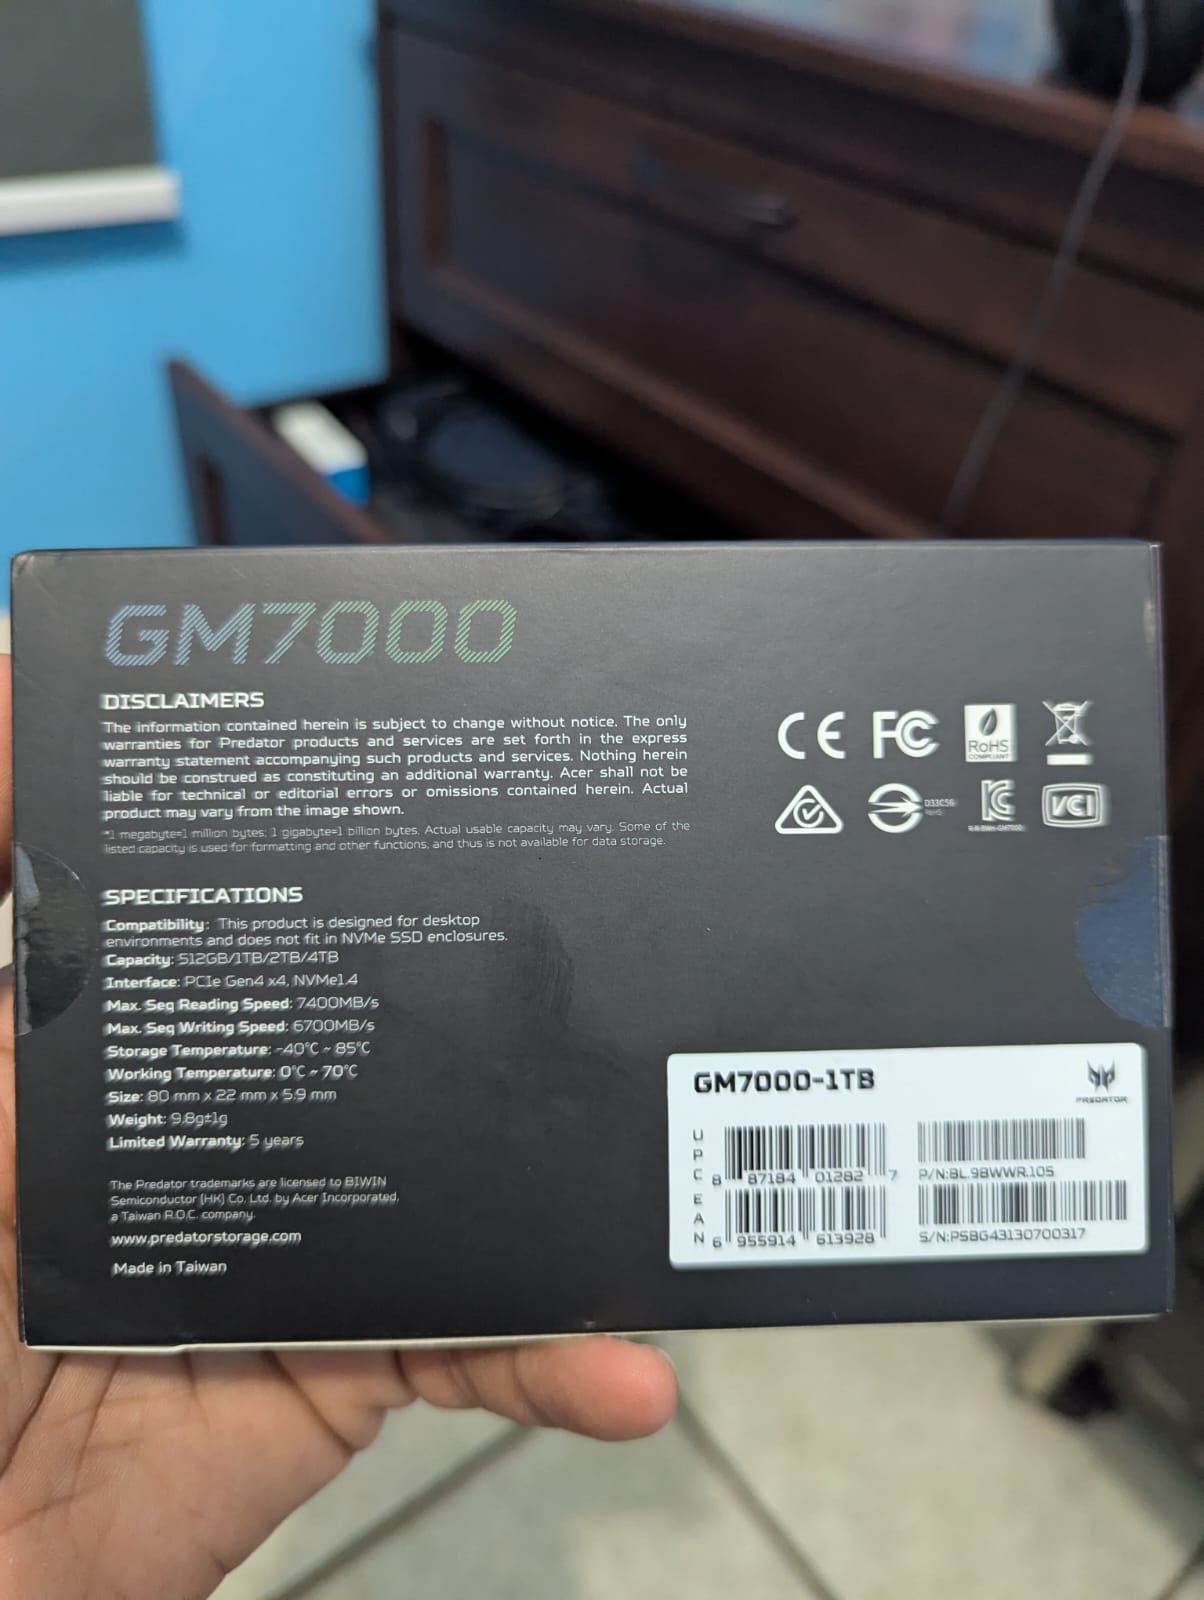 GM7000
DISCLAIMERS
The information contained herein is subject to change without notice. The only
warranties for Predator products and services are set forth in the express
warranty statement accompanying such products and services. Nothing herein
should be construed as constituting an additional warranty. Acer shall not be
liable for technical or editorial errors or omissions contained herein. Actual
product may vary from the image shown.
*1 megabyte=1 million bytes; 1 gigabyte=1 billion bytes. Actual usable capacity may vary. Some of the
listed capacity is used for formatting and other functions, and thus is not available for data storage.
CE FC RoHS
COMPLIANT
D33C56
RoHS
VCI
SPECIFICATIONS
Compatibility: This product is designed for desktop
environments and does not fit in NVMe SSD enclosures.
Capacity: 512GB/1TB/2TB/4TB
Interface: PCIe Gen4 x4, NVMe1.4
Max. Seq Reading Speed: 7400MB/s
Max. Seq Writing Speed: 6700MB/s
Storage Temperature: -40°C ~ 85°C
Working Temperature: 0°C ~ 70°C
Size: 80 mm x 22 mm x 5.9 mm
Weight: 9.8g±1g
Limited Warranty: 5 years
The Predator trademarks are licensed to BIWIN
Semiconductor (HK) Co. Ltd. by Acer Incorporated,
a Taiwan R.O.C. company.
www.predatorstorage.com
Made in Taiwan
GM7000-1TB
PREDATOR
UPC
8 87184 01282 7
P/N:BL.9BWWR.105
EAN
6 955914 613928
S/N:PSBG43130700317